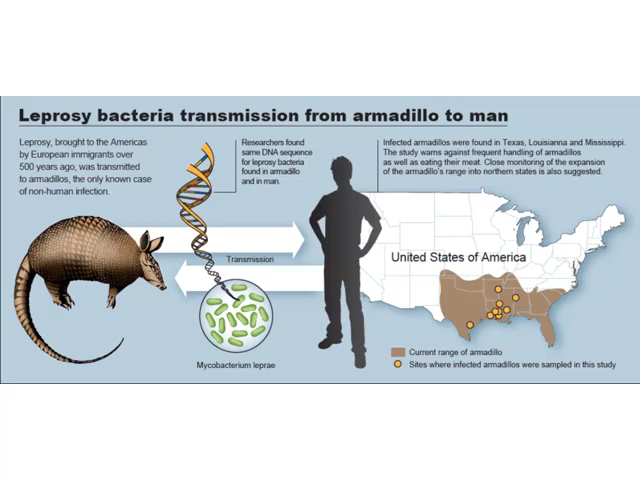 Leprosy bacteria transmission from armadillo to man
Leprosy, brought to the Americas
by European immigrants over
500 years ago, was transmitted
to armadillos, the only known case
of non-human infection.
Researchers found
same DNA sequence
for leprosy bacteria
found in armadillo
and in man.
Infected armadillos were found in Texas, Louisianna and Mississippi.
The study warns against frequent handling of armadillos
as well as eating their meat. Close monitoring of the expansion
of the armadillo's range into northern states is also suggested.
Transmission
United States of America
Mycobacterium leprae
Current range of armadillo
Sites where infected armadillos were sampled in this study